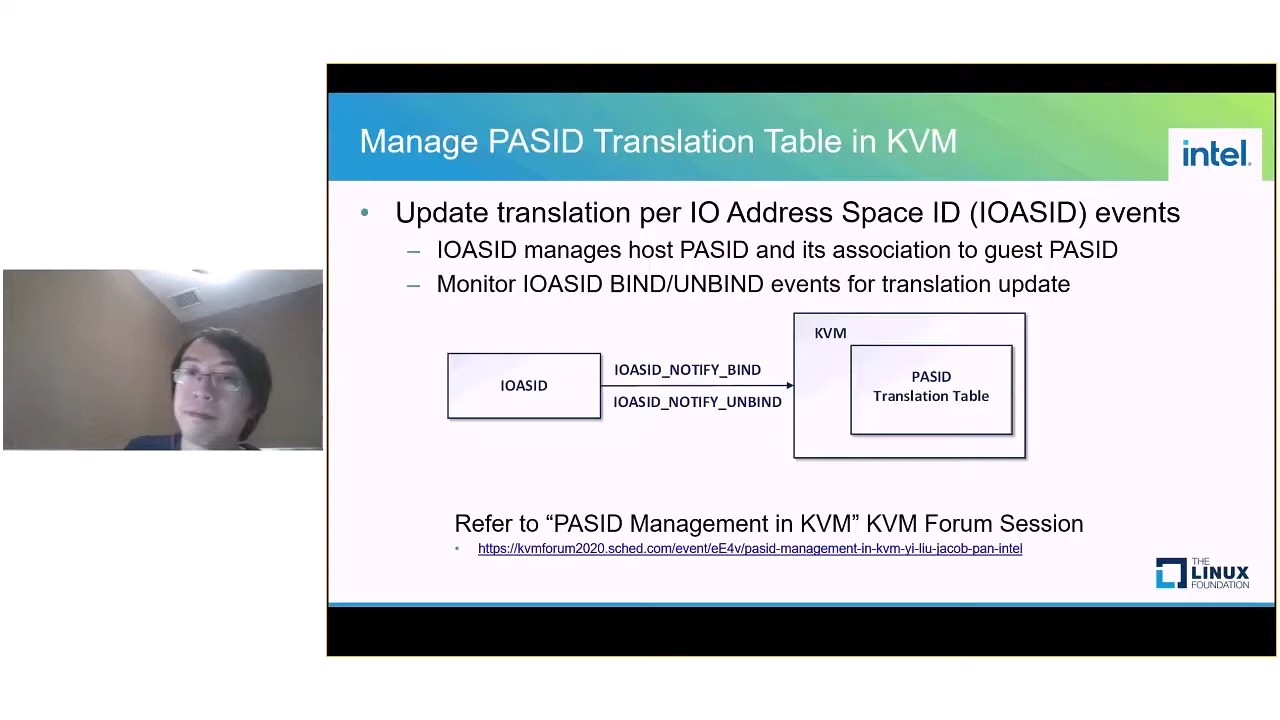 Manage PASID Translation Table in KVM
intel.
• Update translation per IO Address Space ID (IOASID) events
– IOASID manages host PASID and its association to guest PASID
– Monitor IOASID BIND/UNBIND events for translation update
KVM
IOASID
IOASID_NOTIFY_BIND
IOASID_NOTIFY_UNBIND
PASID
Translation Table
Refer to “PASID Management in KVM” KVM Forum Session
• https://kvmforum2020.sched.com/event/eE4v/pasid-management-in-kvm-yi-liu-jacob-pan-intel
THE
LINUX
FOUNDATION